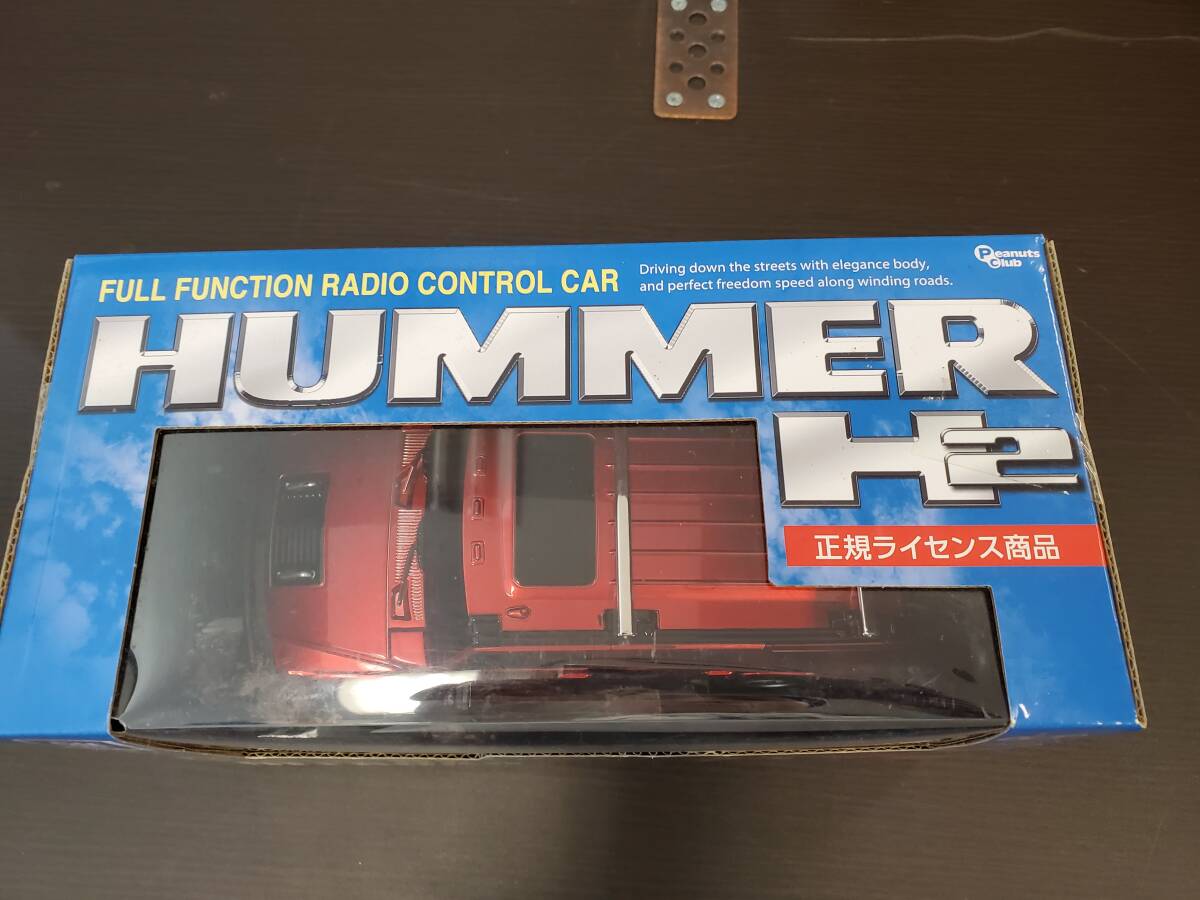 FULL FUNCTION RADIO CONTROL CAR
Driving down the streets with elegance body,
and perfect freedom speed along winding roads.
Peanuts
Club
HUMMER
H2
正規ライセンス商品